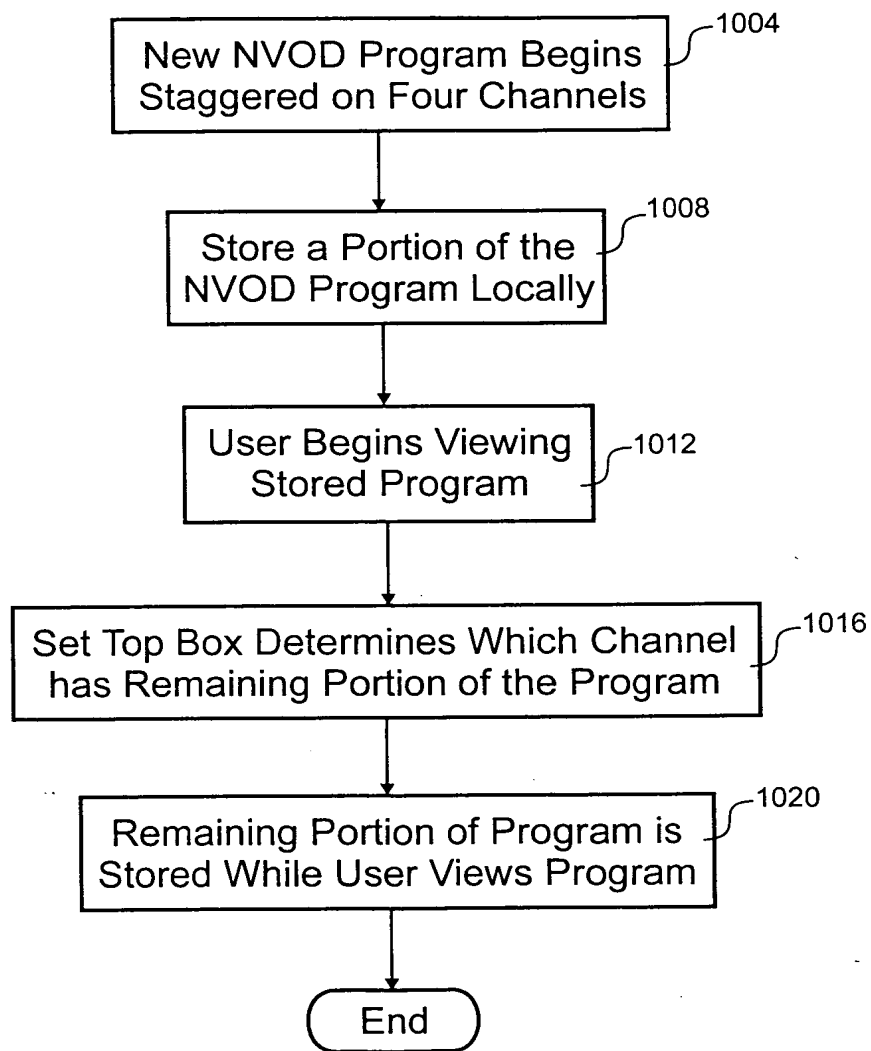 1004
New NVOD Program Begins
Staggered on Four Channels
1008
Store a Portion of the
NVOD Program Locally
User Begins Viewing
Stored Program
1012
Set Top Box Determines Which Channel
has Remaining Portion of the Program
1016
Remaining Portion of Program is
Stored While User Views Program
1020
End